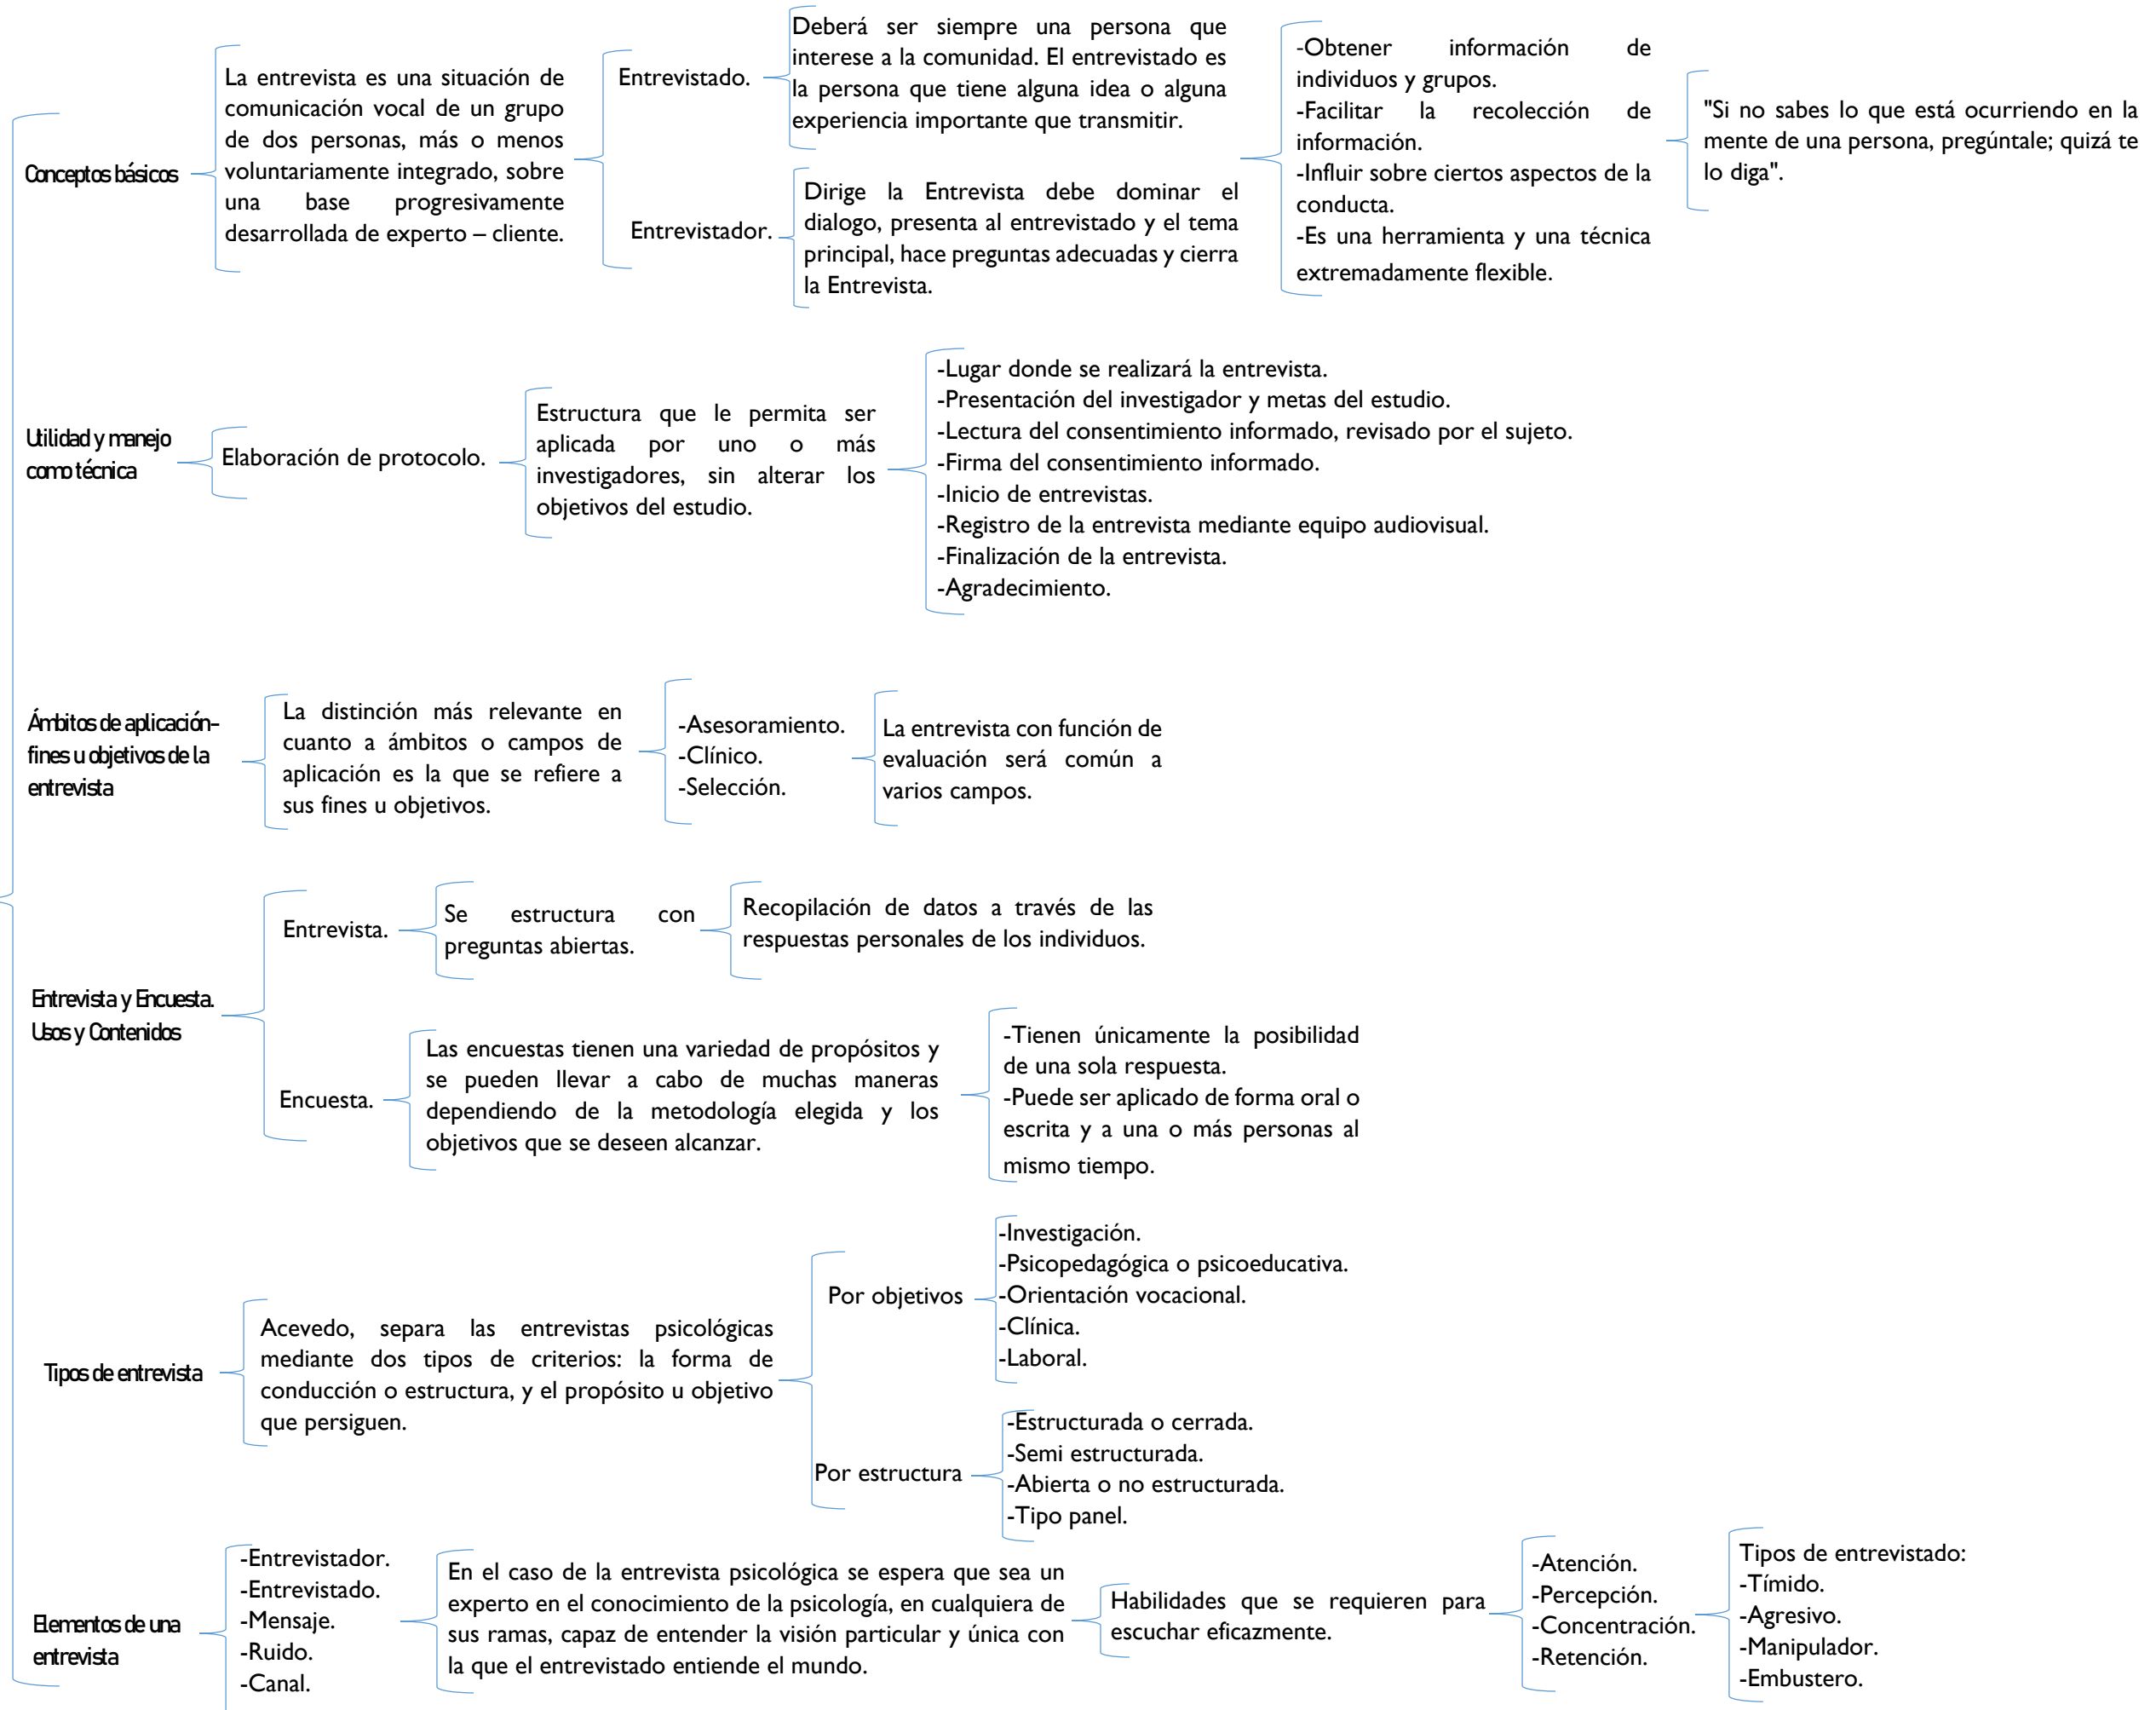 Conceptos básicos
La entrevista es una situación de
comunicación vocal de un grupo
de dos personas, más o menos
voluntariamente integrado, sobre
una base progresivamente
desarrollada de experto – cliente.
Entrevistado.
Deberá ser siempre una persona que
interese a la comunidad. El entrevistado es
la persona que tiene alguna idea o alguna
experiencia importante que transmitir.
Entrevistador.
Dirige la Entrevista debe dominar el
dialogo, presenta al entrevistado y el tema
principal, hace preguntas adecuadas y cierra
la Entrevista.
-Obtener información de
individuos y grupos.
-Facilitar la recolección de
información.
-Influir sobre ciertos aspectos de la
conducta.
-Es una herramienta y una técnica
extremadamente flexible.
"Si no sabes lo que está ocurriendo en la
mente de una persona, pregúntale; quizá te
lo diga".
Utilidad y manejo
como técnica
Elaboración de protocolo.
Estructura que le permita ser
aplicada por uno o más
investigadores, sin alterar los
objetivos del estudio.
-Lugar donde se realizará la entrevista.
-Presentación del investigador y metas del estudio.
-Lectura del consentimiento informado, revisado por el sujeto.
-Firma del consentimiento informado.
-Inicio de entrevistas.
-Registro de la entrevista mediante equipo audiovisual.
-Finalización de la entrevista.
-Agradecimiento.
Ámbitos de aplicación-
fines u objetivos de la
entrevista
La distinción más relevante en
cuanto a ámbitos o campos de
aplicación es la que se refiere a
sus fines u objetivos.
-Asesoramiento.
-Clínico.
-Selección.
La entrevista con función de
evaluación será común a
varios campos.
Entrevista y Encuesta.
Usos y Contenidos
Entrevista.
Se estructura con
preguntas abiertas.
Recopilación de datos a través de las
respuestas personales de los individuos.
Encuesta.
Las encuestas tienen una variedad de propósitos y
se pueden llevar a cabo de muchas maneras
dependiendo de la metodología elegida y los
objetivos que se deseen alcanzar.
-Tienen únicamente la posibilidad
de una sola respuesta.
-Puede ser aplicado de forma oral o
escrita y a una o más personas al
mismo tiempo.
Tipos de entrevista
Acevedo, separa las entrevistas psicológicas
mediante dos tipos de criterios: la forma de
conducción o estructura, y el propósito u objetivo
que persiguen.
Por objetivos
-Investigación.
-Psicopedagógica o psicoeducativa.
-Orientación vocacional.
-Clínica.
-Laboral.
Por estructura
-Estructurada o cerrada.
-Semi estructurada.
-Abierta o no estructurada.
-Tipo panel.
Elementos de una
entrevista
-Entrevistador.
-Entrevistado.
-Mensaje.
-Ruido.
-Canal.
En el caso de la entrevista psicológica se espera que sea un
experto en el conocimiento de la psicología, en cualquiera de
sus ramas, capaz de entender la visión particular y única con
la que el entrevistado entiende el mundo.
Habilidades que se requieren para
escuchar eficazmente.
-Atención.
-Percepción.
-Concentración.
-Retención.
Tipos de entrevistado:
-Tímido.
-Agresivo.
-Manipulador.
-Embustero.